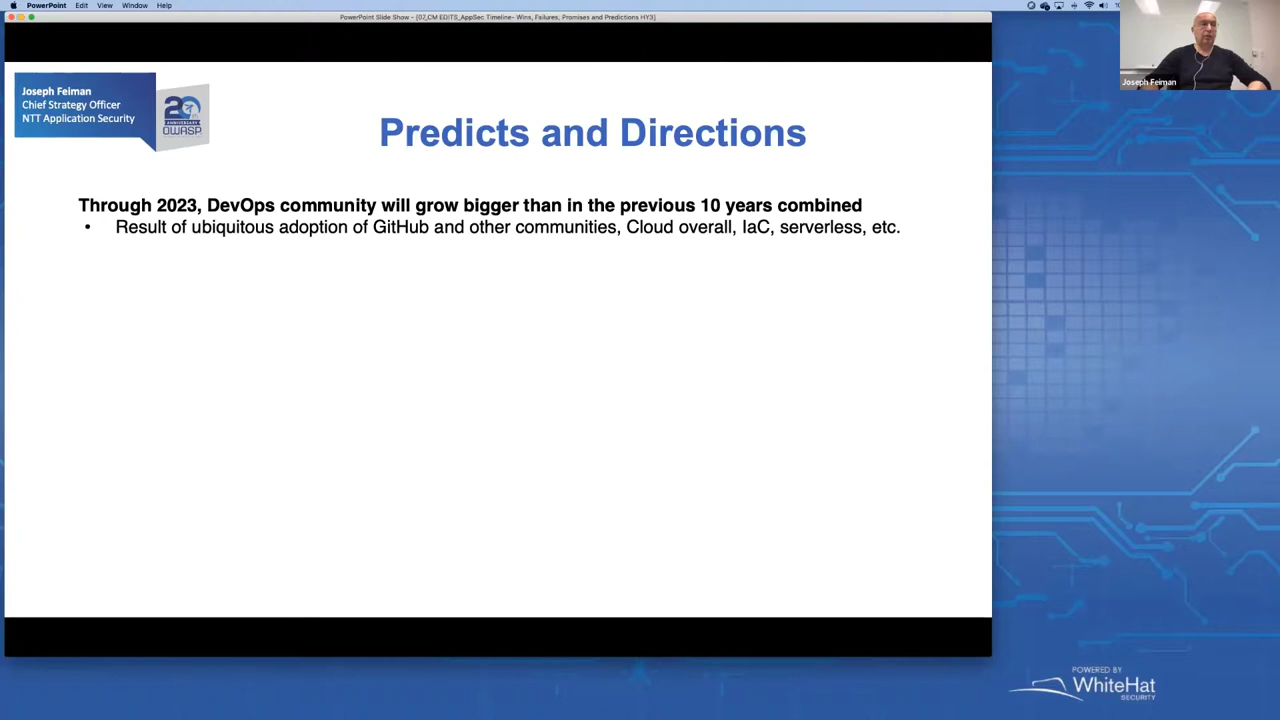 PowerPoint Edit View Window Help
PowerPoint Slide Show - [07_CM EDITS_AppSec Timeline- Wins, Failures, Promises and Predictions HY3]
Joseph Feiman
Chief Strategy Officer
NTT Application Security
20
ANNIVERSARY
OWASP
Joseph Feiman
Predicts and Directions
Through 2023, DevOps community will grow bigger than in the previous 10 years combined
• Result of ubiquitous adoption of GitHub and other communities, Cloud overall, IaC, serverless, etc.
POWERED BY
WhiteHat
SECURITY